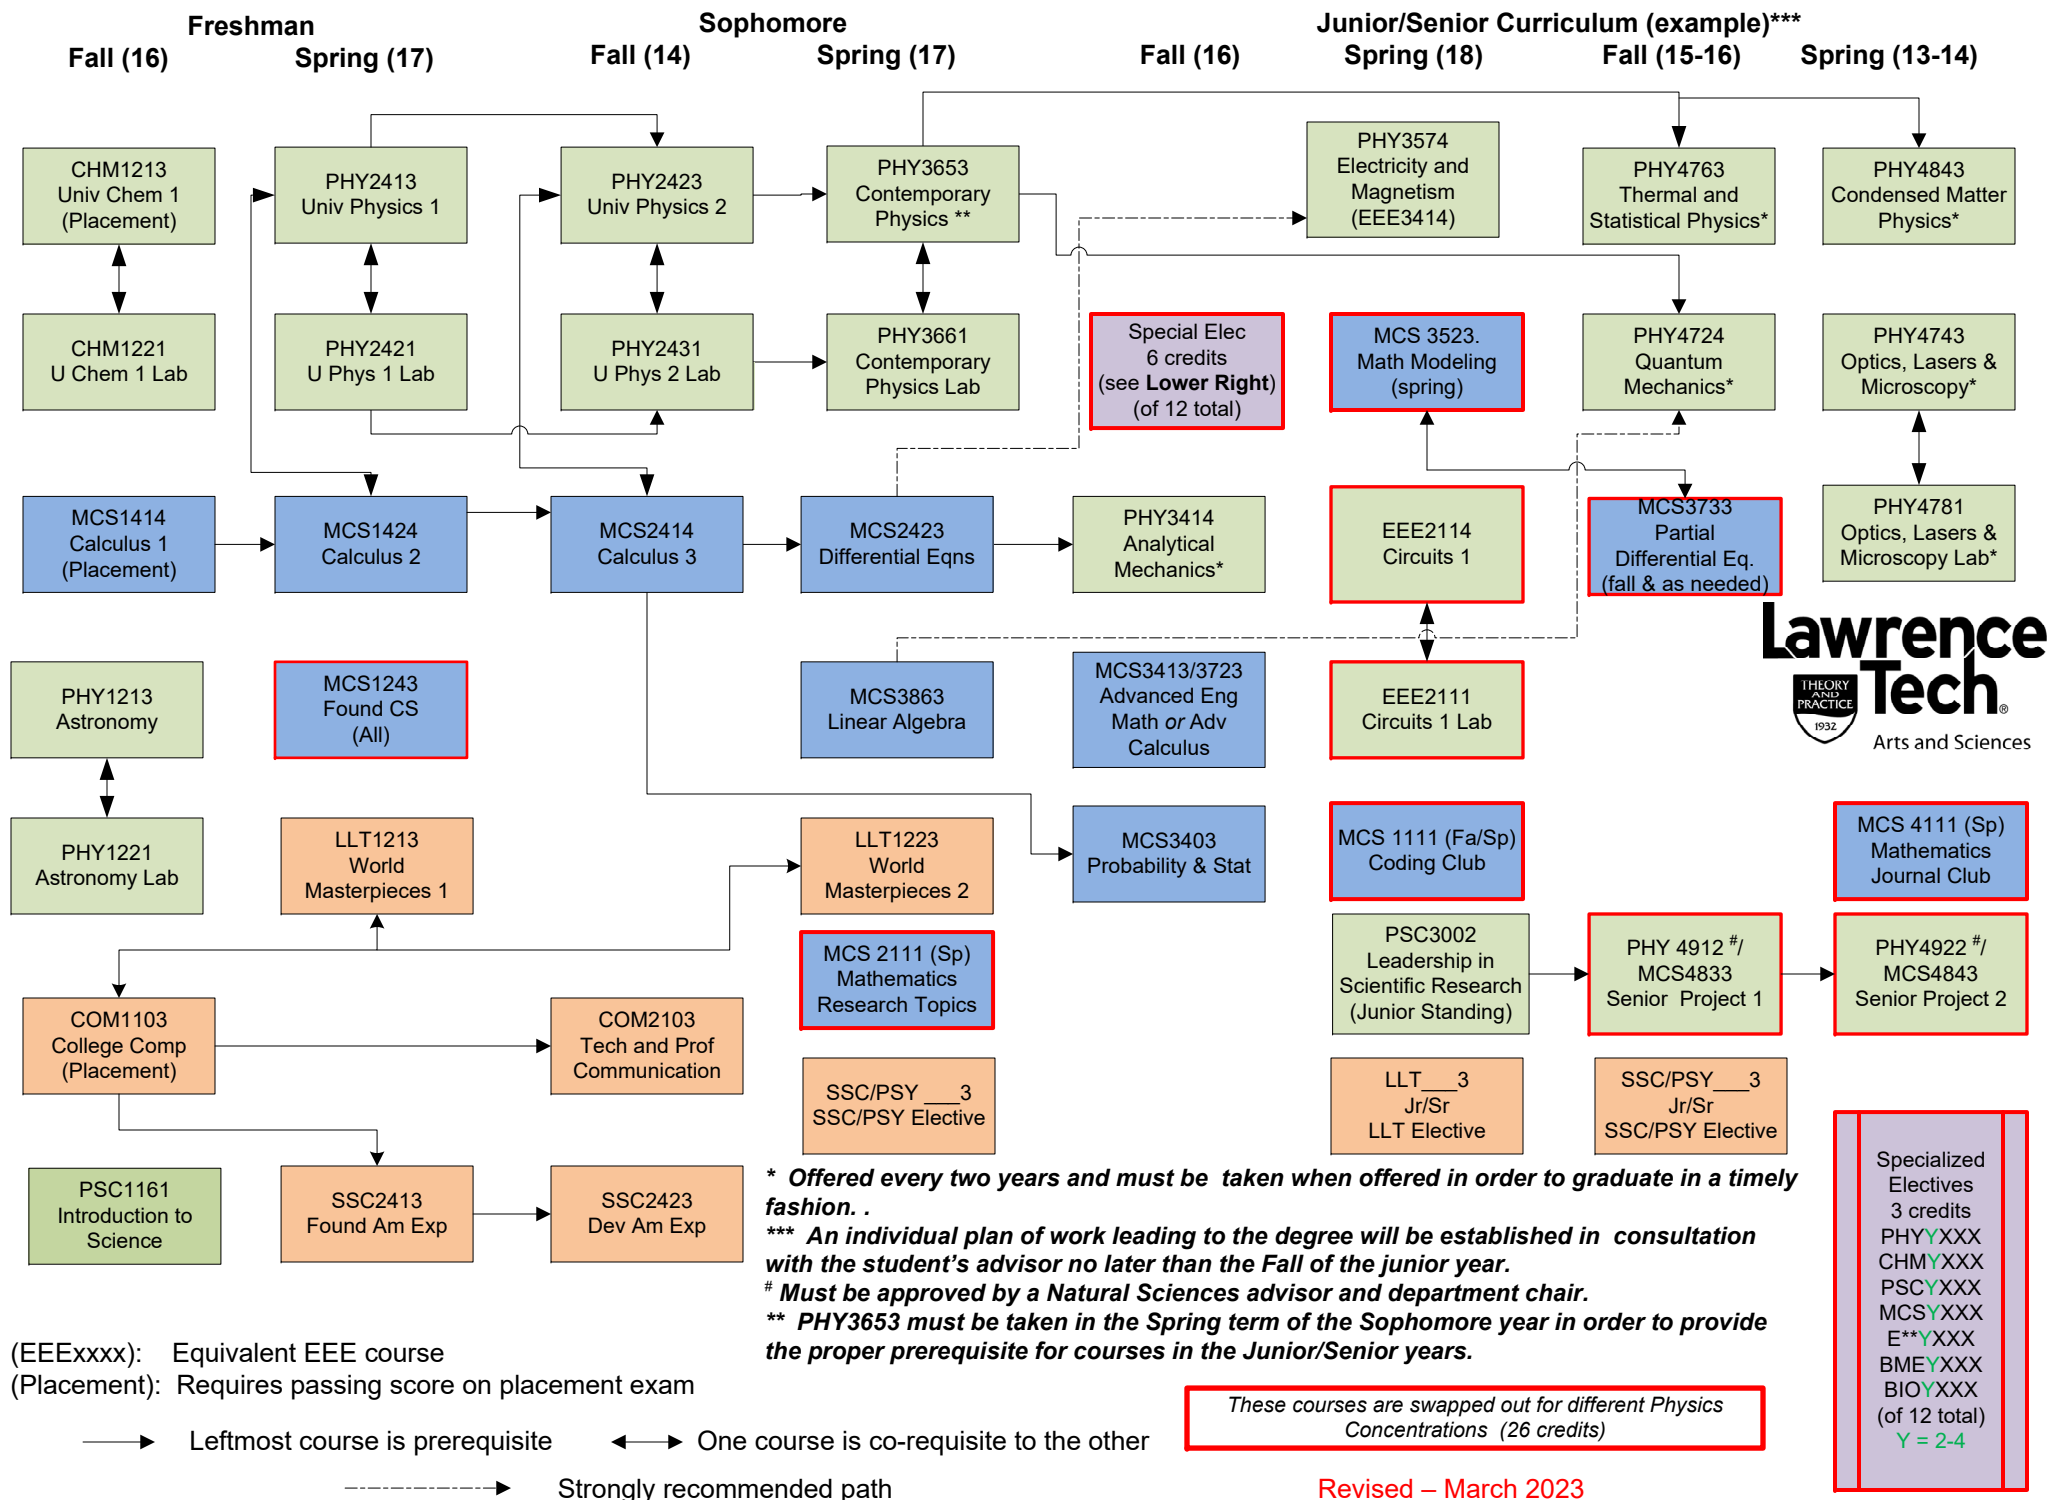 Freshman
Sophomore
Junior/Senior Curriculum (example)***
Fall (16)
Spring (17)
Fall (14)
Spring (17)
Fall (16)
Spring (18)
Fall (15-16)
Spring (13-14)
CHM1213
Univ Chem 1
(Placement)
PHY2413
Univ Physics 1
PHY2423
Univ Physics 2
PHY3653
Contemporary
Physics **
PHY3574
Electricity and
Magnetism
(EEE3414)
PHY4763
Thermal and
Statistical Physics*
PHY4843
Condensed Matter
Physics*
CHM1221
U Chem 1 Lab
PHY2421
U Phys 1 Lab
PHY2431
U Phys 2 Lab
PHY3661
Contemporary
Physics Lab
Special Elec
6 credits
(see Lower Right)
(of 12 total)
MCS 3523.
Math Modeling
(spring)
PHY4724
Quantum
Mechanics*
PHY4743
Optics, Lasers &
Microscopy*
MCS1414
Calculus 1
(Placement)
MCS1424
Calculus 2
MCS2414
Calculus 3
MCS2423
Differential Eqns
PHY3414
Analytical
Mechanics*
EEE2114
Circuits 1
MCS3733
Partial
Differential Eq.
(fall & as needed)
PHY4781
Optics, Lasers &
Microscopy Lab*
Lawrence
Tech®
THEORY
AND
PRACTICE
1932
Arts and Sciences
PHY1213
Astronomy
MCS1243
Found CS
(All)
MCS3863
Linear Algebra
MCS3413/3723
Advanced Eng
Math or Adv
Calculus
EEE2111
Circuits 1 Lab
PHY1221
Astronomy Lab
LLT1213
World
Masterpieces 1
LLT1223
World
Masterpieces 2
MCS3403
Probability & Stat
MCS 1111 (Fa/Sp)
Coding Club
MCS 4111 (Sp)
Mathematics
Journal Club
MCS 2111 (Sp)
Mathematics
Research Topics
PSC3002
Leadership in
Scientific Research
(Junior Standing)
PHY 4912 #/
MCS4833
Senior Project 1
PHY4922 #/
MCS4843
Senior Project 2
COM1103
College Comp
(Placement)
COM2103
Tech and Prof
Communication
SSC/PSY ___3
SSC/PSY Elective
LLT___3
Jr/Sr
LLT Elective
SSC/PSY___3
Jr/Sr
SSC/PSY Elective
PSC1161
Introduction to
Science
SSC2413
Found Am Exp
SSC2423
Dev Am Exp
* Offered every two years and must be taken when offered in order to graduate in a timely
fashion. .
*** An individual plan of work leading to the degree will be established in consultation
with the student's advisor no later than the Fall of the junior year.
# Must be approved by a Natural Sciences advisor and department chair.
** PHY3653 must be taken in the Spring term of the Sophomore year in order to provide
the proper prerequisite for courses in the Junior/Senior years.
Specialized
Electives
3 credits
PHYYXXX
CHMYXXX
PSCYXXX
MCSYXXX
E**YXXX
BMEYXXX
BIOYXXX
(of 12 total)
Y = 2-4
(EEExxxx): Equivalent EEE course
(Placement): Requires passing score on placement exam
Leftmost course is prerequisite
One course is co-requisite to the other
Strongly recommended path
These courses are swapped out for different Physics
Concentrations (26 credits)
Revised – March 2023